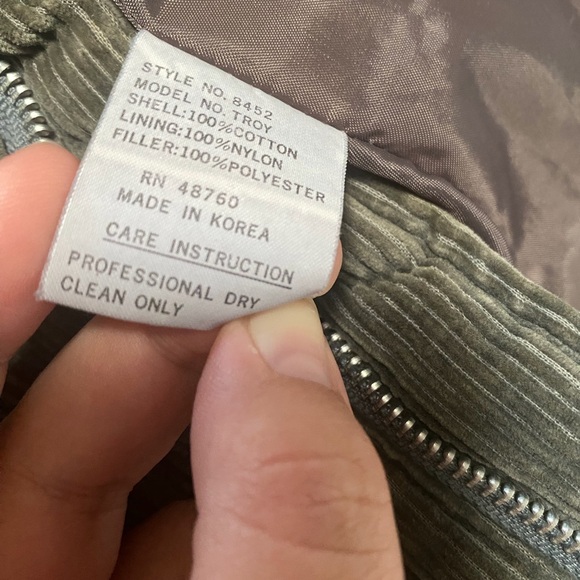 STYLE NO. 8452
MODEL NO. TROY
SHELL:100%COTTON
LINING:100%NYLON
FILLER:100%POLYESTER
RN 48760
MADE IN KOREA
CARE INSTRUCTION
PROFESSIONAL DRY
CLEAN ONLY